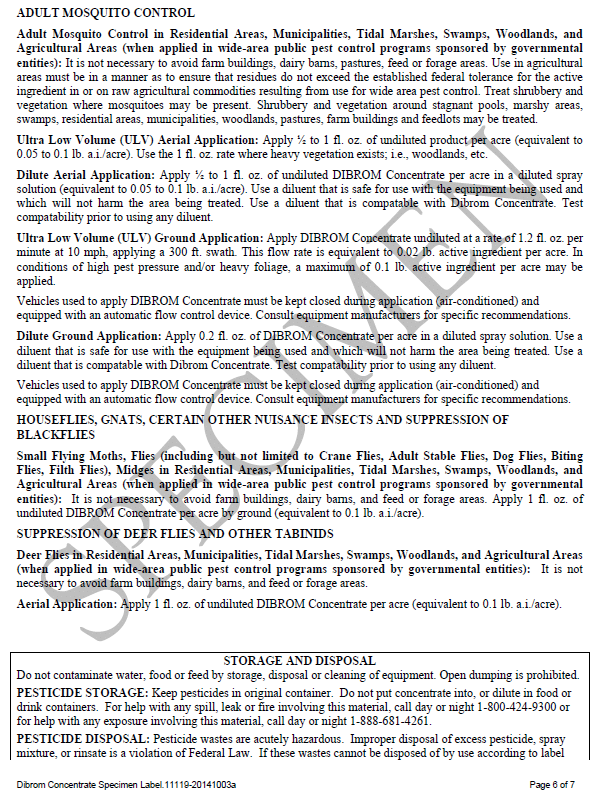 ADULT MOSQUITO CONTROL
Adult Mosquito Control in Residential Areas, Municipalities, Tidal Marshes, Swamps, Woodlands, and
Agricultural Areas (when applied in wide-area public pest control programs sponsored by governmental
entities): It is not necessary to avoid farm buildings, dairy barns, pastures, feed or forage areas. Use in agricultural
areas must be in a manner as to ensure that residues do not exceed the established federal tolerance for the active
ingredient in or on raw agricultural commodities resulting from use for wide area pest control. Treat shrubbery and
vegetation where mosquitoes may be present. Shrubbery and vegetation around stagnant pools, marshy areas,
swamps, residential areas, municipalities, woodlands, pastures, farm buildings and feedlots may be treated.
Ultra Low Volume (ULV) Aerial Application: Apply ½ to 1 fl. oz. of undiluted product per acre (equivalent to
0.05 to 0.1 lb. a.i./acre). Use the 1 fl. oz. rate where heavy vegetation exists; i.e., woodlands, etc.
Dilute Aerial Application: Apply ½ to 1 fl. oz. of undiluted DIBROM Concentrate per acre in a diluted spray
solution (equivalent to 0.05 to 0.1 lb. a.i./acre). Use a diluent that is safe for use with the equipment being used and
which will not harm the area being treated. Use a diluent that is compatable with Dibrom Concentrate. Test
compatability prior to using any diluent.
Ultra Low Volume (ULV) Ground Application: Apply DIBROM Concentrate undiluted at a rate of 1.2 fl. oz. per
minute at 10 mph, applying a 300 ft. swath. This flow rate is equivalent to 0.02 lb. active ingredient per acre. In
conditions of high pest pressure and/or heavy foliage, a maximum of 0.1 lb. active ingredient per acre may be
applied.
Vehicles used to apply DIBROM Concentrate must be kept closed during application (air-conditioned) and
equipped with an automatic flow control device. Consult equipment manufacturers for specific recommendations.
Dilute Ground Application: Apply 0.2 fl. oz. of DIBROM Concentrate per acre in a diluted spray solution. Use a
diluent that is safe for use with the equipment being used and which will not harm the area being treated. Use a
diluent that is compatable with Dibrom Concentrate. Test compatability prior to using any diluent.
Vehicles used to apply DIBROM Concentrate must be kept closed during application (air-conditioned) and
equipped with an automatic flow control device. Consult equipment manufacturers for specific recommendations.
HOUSEFLIES, GNATS, CERTAIN OTHER NUISANCE INSECTS AND SUPPRESSION OF
BLACKFLIES
Small Flying Moths, Flies (including but not limited to Crane Flies, Adult Stable Flies, Dog Flies, Biting
Flies, Filth Flies), Midges in Residential Areas, Municipalities, Tidal Marshes, Swamps, Woodlands, and
Agricultural Areas (when applied in wide-area public pest control programs sponsored by governmental
entities): It is not necessary to avoid farm buildings, dairy barns, and feed or forage areas. Apply 1 fl. oz. of
undiluted DIBROM Concentrate per acre by ground (equivalent to 0.1 lb. a.i./acre).
SUPPRESSION OF DEER FLIES AND OTHER TABINIDS
Deer Flies in Residential Areas, Municipalities, Tidal Marshes, Swamps, Woodlands, and Agricultural Areas
(when applied in wide-area public pest control programs sponsored by governmental entities): It is not
necessary to avoid farm buildings, dairy barns, and feed or forage areas.
Aerial Application: Apply 1 fl. oz. of undiluted DIBROM Concentrate per acre (equivalent to 0.1 lb. a.i./acre).
SPECIMEN
STORAGE AND DISPOSAL
Do not contaminate water, food or feed by storage, disposal or cleaning of equipment. Open dumping is prohibited.
PESTICIDE STORAGE: Keep pesticides in original container. Do not put concentrate into, or dilute in food or
drink containers. For help with any spill, leak or fire involving this material, call day or night 1-800-424-9300 or
for help with any exposure involving this material, call day or night 1-888-681-4261.
PESTICIDE DISPOSAL: Pesticide wastes are acutely hazardous. Improper disposal of excess pesticide, spray
mixture, or rinsate is a violation of Federal Law. If these wastes cannot be disposed of by use according to label
Dibrom Concentrate Specimen Label.11119-20141003a
Page 6 of 7